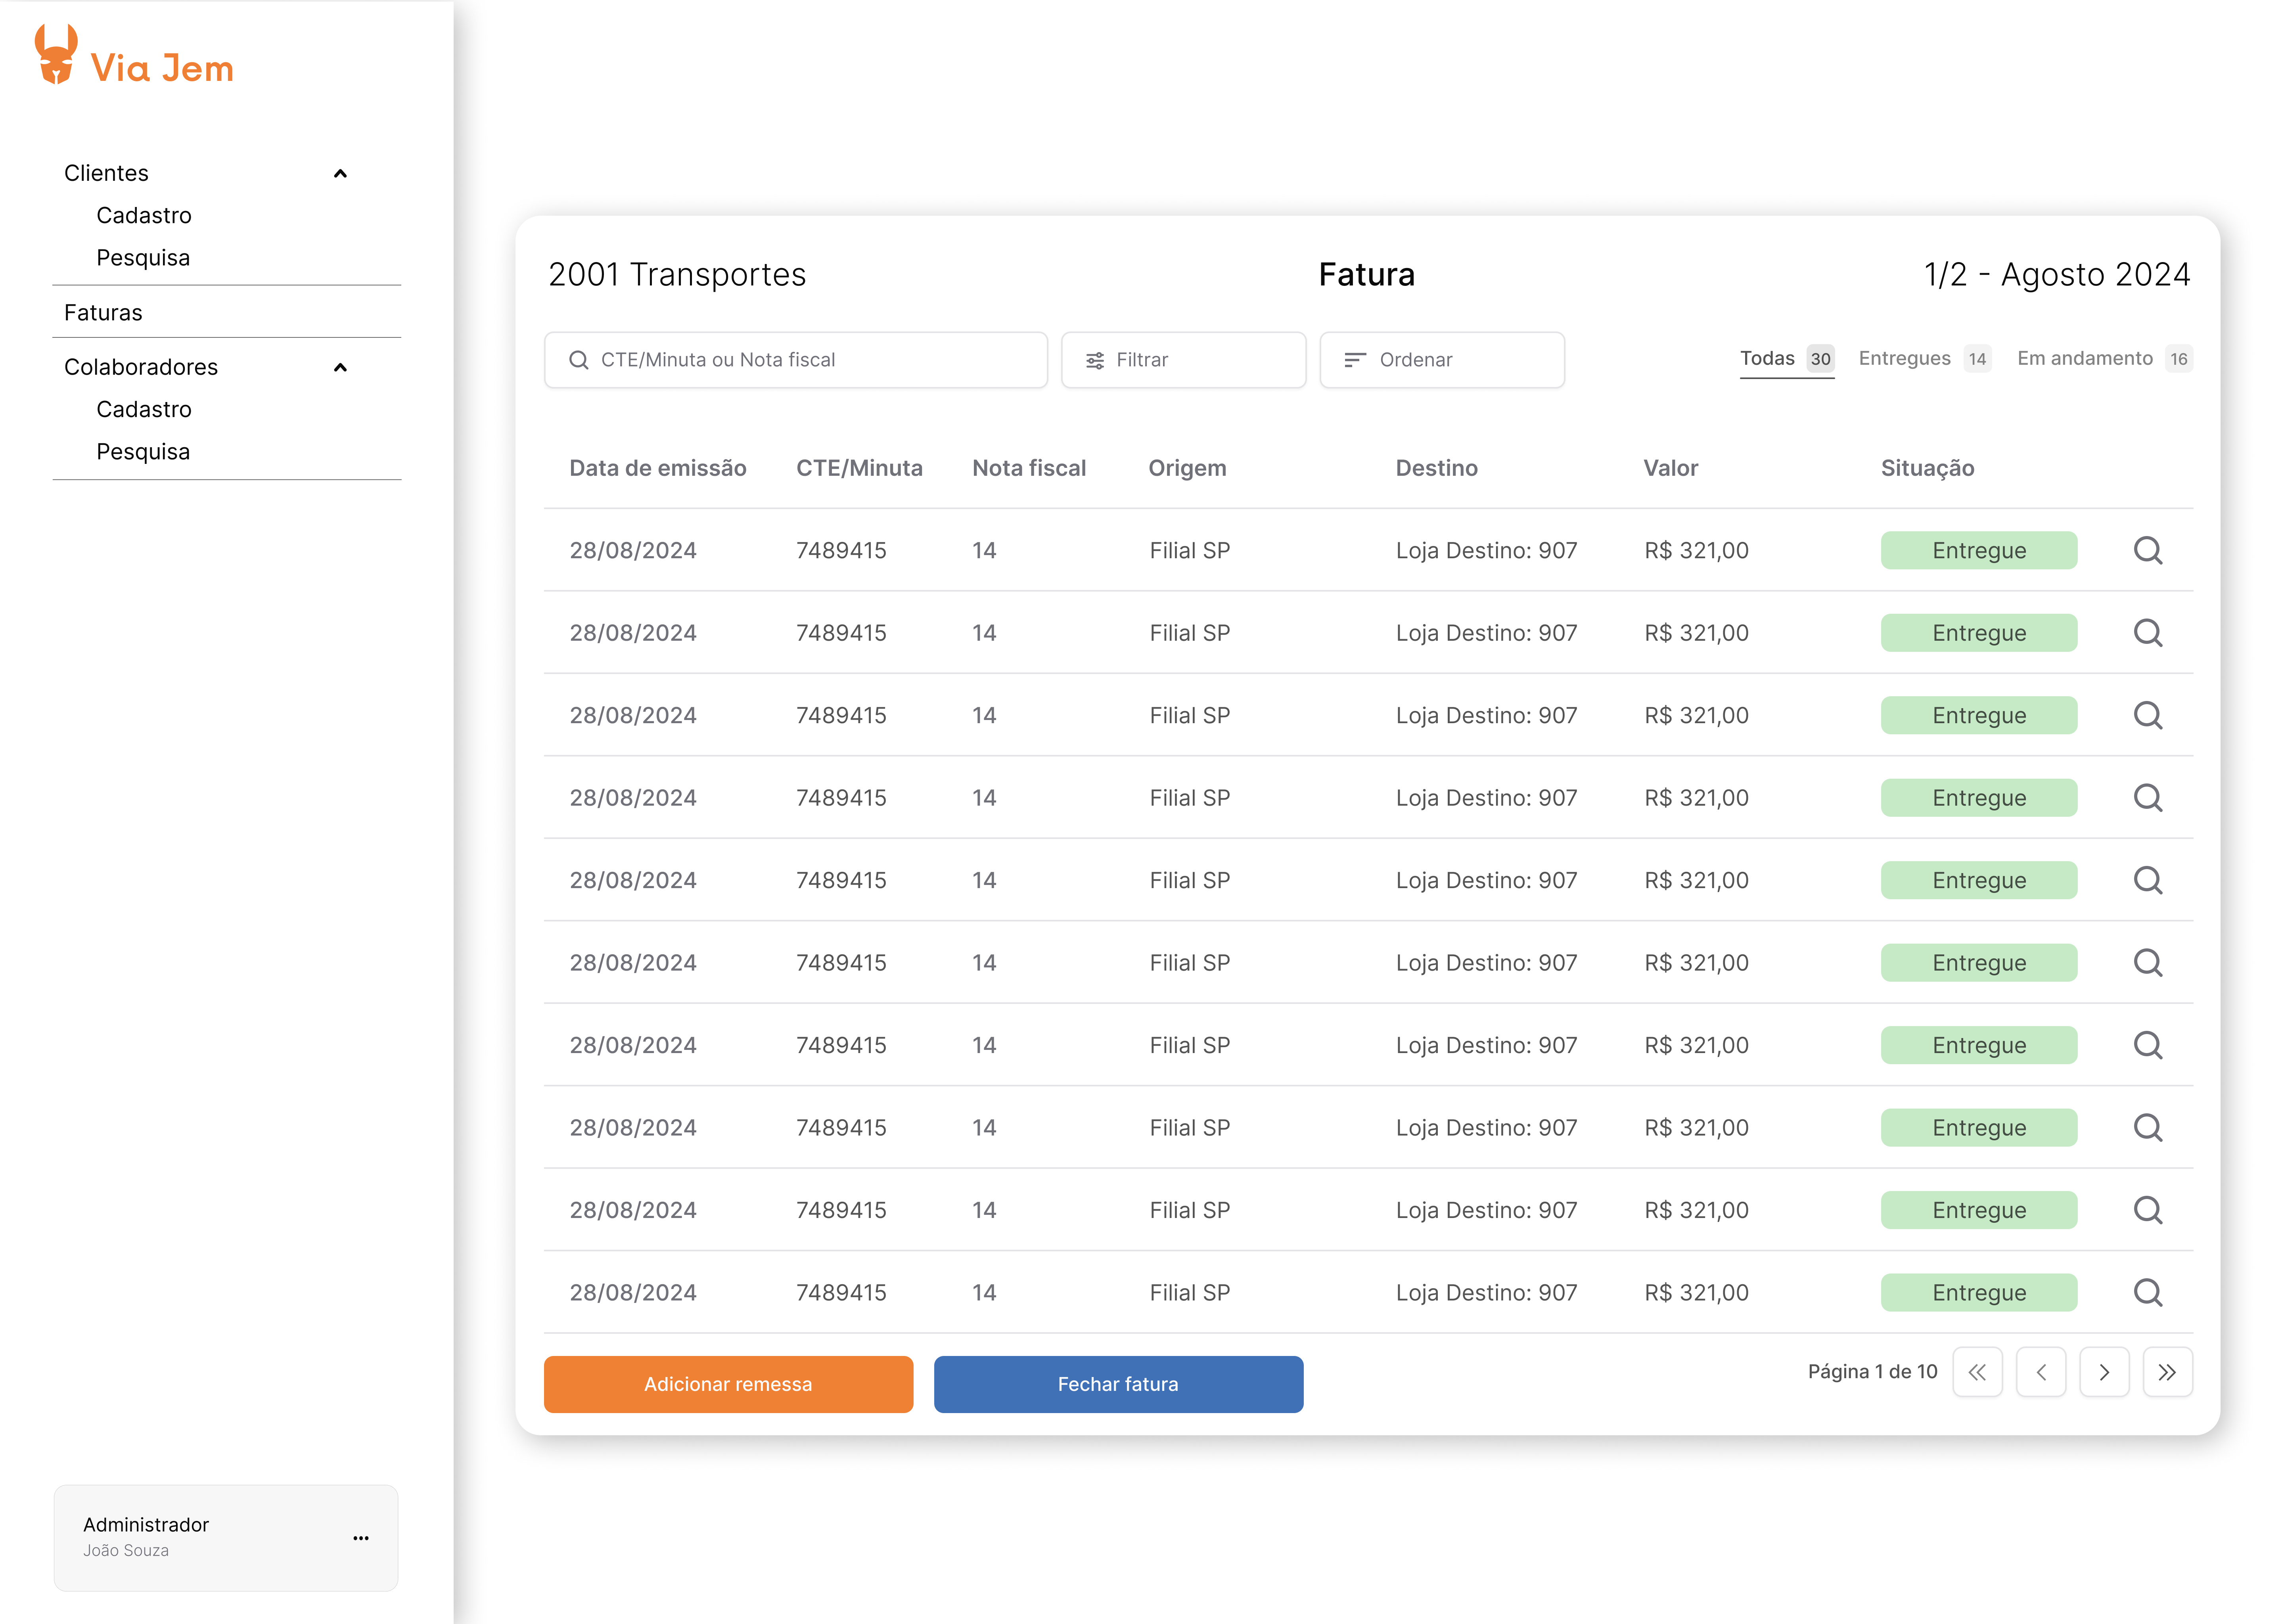 Via Jem
Clientes
Cadastro
Pesquisa
Faturas
Colaboradores
Cadastro
Pesquisa
Administrador
João Souza
2001 Transportes Fatura 1/2 - Agosto 2024
CTE/Minuta ou Nota fiscal Filtrar Ordenar Todas 30 Entregues 14 Em andamento 16
Data de emissão CTE/Minuta Nota fiscal Origem Destino Valor Situação
28/08/2024 7489415 14 Filial SP Loja Destino: 907 R$ 321,00 Entregue
28/08/2024 7489415 14 Filial SP Loja Destino: 907 R$ 321,00 Entregue
28/08/2024 7489415 14 Filial SP Loja Destino: 907 R$ 321,00 Entregue
28/08/2024 7489415 14 Filial SP Loja Destino: 907 R$ 321,00 Entregue
28/08/2024 7489415 14 Filial SP Loja Destino: 907 R$ 321,00 Entregue
28/08/2024 7489415 14 Filial SP Loja Destino: 907 R$ 321,00 Entregue
28/08/2024 7489415 14 Filial SP Loja Destino: 907 R$ 321,00 Entregue
28/08/2024 7489415 14 Filial SP Loja Destino: 907 R$ 321,00 Entregue
28/08/2024 7489415 14 Filial SP Loja Destino: 907 R$ 321,00 Entregue
28/08/2024 7489415 14 Filial SP Loja Destino: 907 R$ 321,00 Entregue
Adicionar remessa Fechar fatura Página 1 de 10